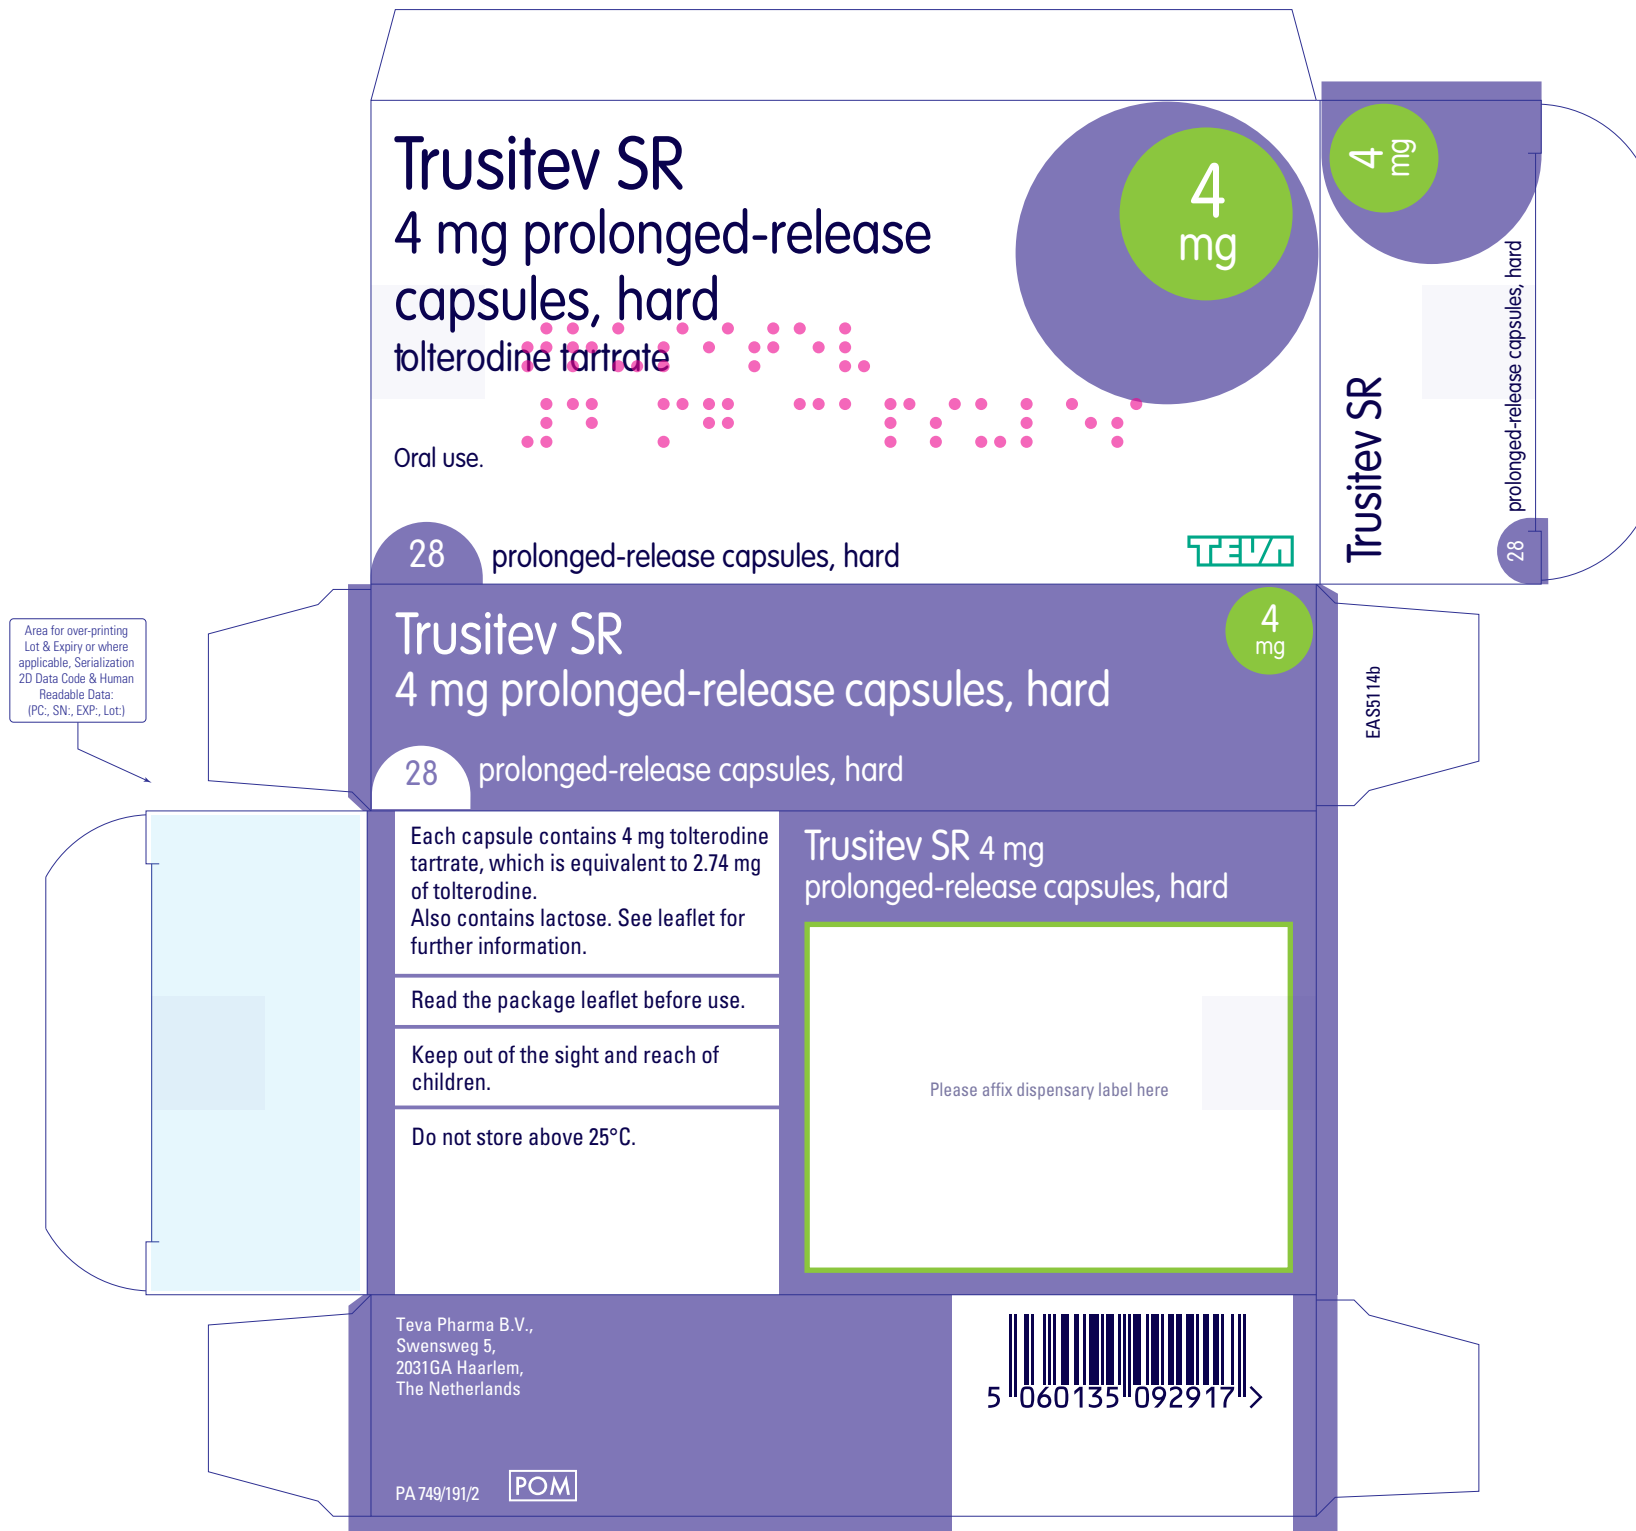 Trusitev SR
4 mg prolonged-release
capsules, hard
tolterodine tartrate
Oral use.
28 prolonged-release capsules, hard
4
mg
TEVA
4
mg
Trusitev SR
prolonged-release capsules, hard
28
Trusitev SR
4 mg prolonged-release capsules, hard
28 prolonged-release capsules, hard
4
mg
EAS5114b
Area for over-printing
Lot & Expiry or where
applicable, Serialization
2D Data Code & Human
Readable Data:
(PC:, SN:, EXP:, Lot:)
Each capsule contains 4 mg tolterodine
tartrate, which is equivalent to 2.74 mg
of tolterodine.
Also contains lactose. See leaflet for
further information.
Read the package leaflet before use.
Keep out of the sight and reach of
children.
Do not store above 25°C.
Trusitev SR 4 mg
prolonged-release capsules, hard
Please affix dispensary label here
Teva Pharma B.V.,
Swensweg 5,
2031GA Haarlem,
The Netherlands
PA 749/191/2
POM
5 060135 092917 >